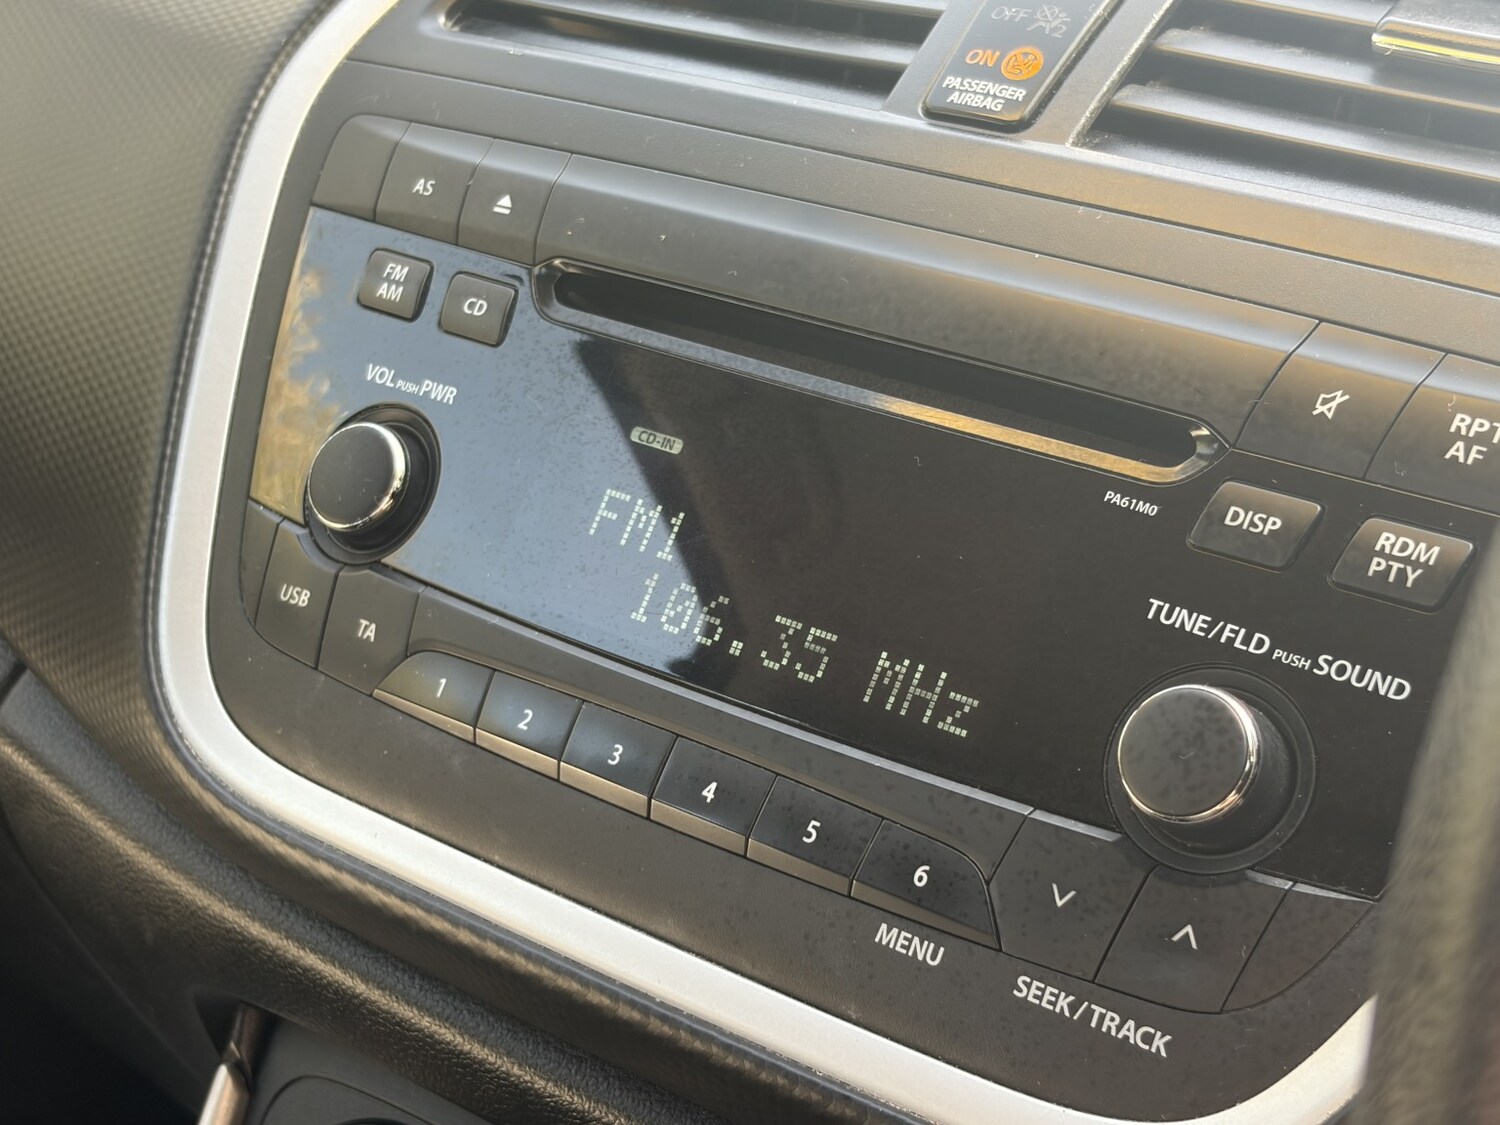 OFF 2
ON
PASSENGER
AIRBAG
AS
FM
AM
CD
VOL PUSH PWR
CD-IN
FM1
106.35 MHz
PA61M0
RPT
AF
DISP
RDM
PTY
TUNE/FLD PUSH SOUND
USB
TA
1
2
3
4
5
6
MENU
SEEK/TRACK